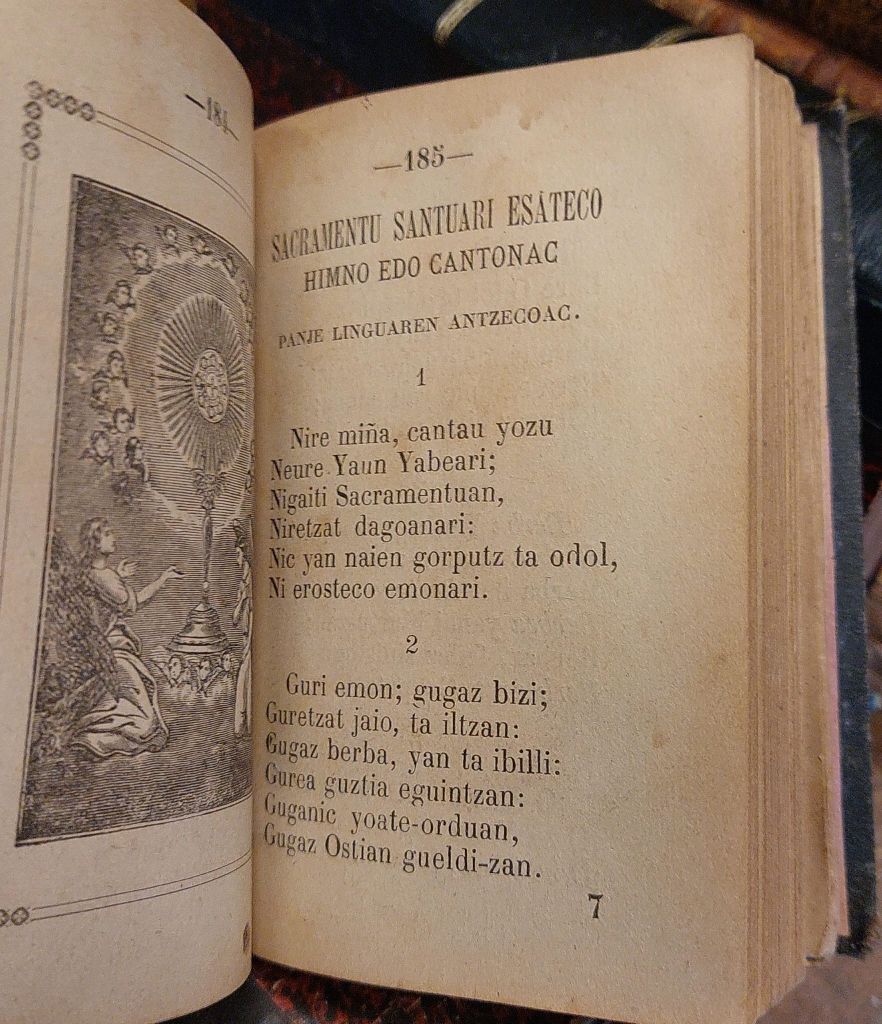 —184—
—185—
SACRAMENTU SANTUARI ESATECO
HIMNO EDO CANTONAC
PANJE LINGUAREN ANTZECOAC.
1
Nire miña, cantau yozu
Neure Yaun Yabeari;
Nigaiti Sacramentuan,
Niretzat dagoanari:
Nic yan naien gorputz ta odol,
Ni erosteco emonari.
2
Guri emon; gugaz bizi;
Guretzat jaio, ta iltzan:
Gugaz berba, yan ta ibilli:
Gurea guztia eguintzan:
Guganic yoate-orduan,
Gugaz Ostian gueldi-zan.
7